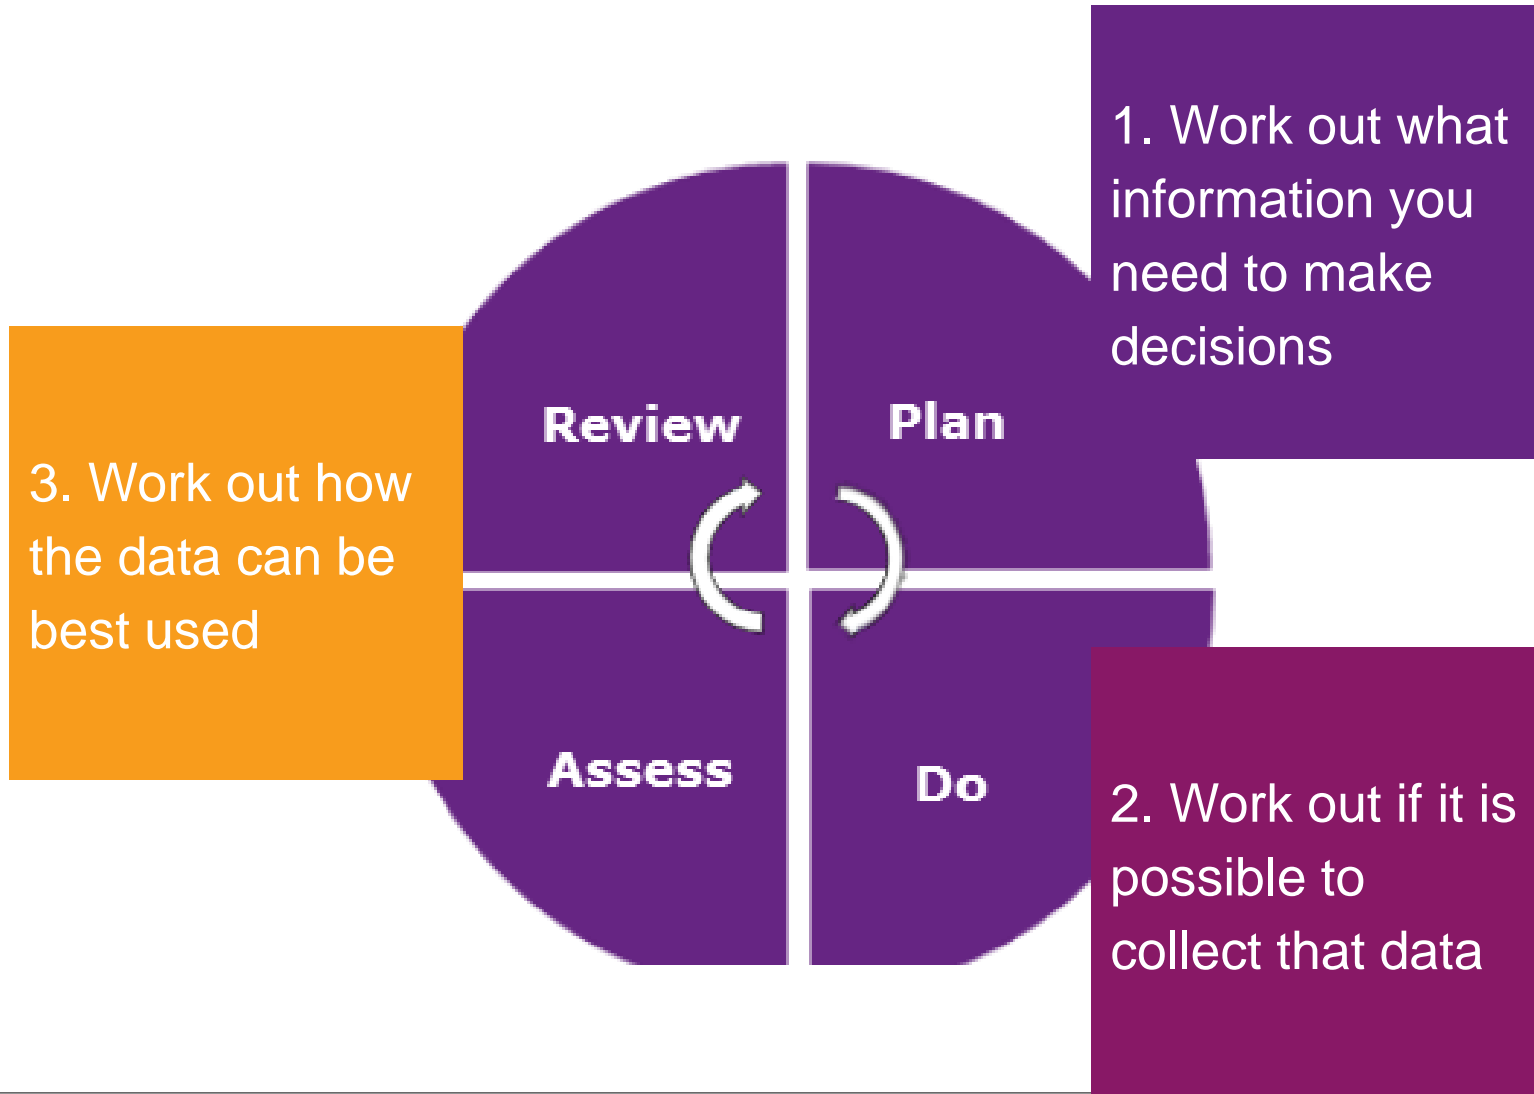 1. Work out what
information you
need to make
decisions
Review
Plan
3. Work out how
the data can be
best used
Assess
Do
2. Work out if it is
possible to
collect that data